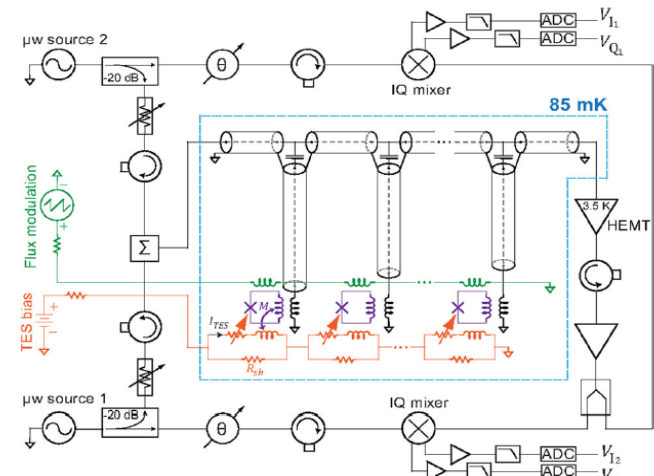 μw source 2
-20 dB
θ
IQ mixer
ADC
V_I1
ADC
V_Q1
85 mK
Flux modulation
Σ
3.5 K
HEMT
TES bias
I_TES
M
R_sh
μw source 1
-20 dB
θ
IQ mixer
ADC
V_I2
ADC